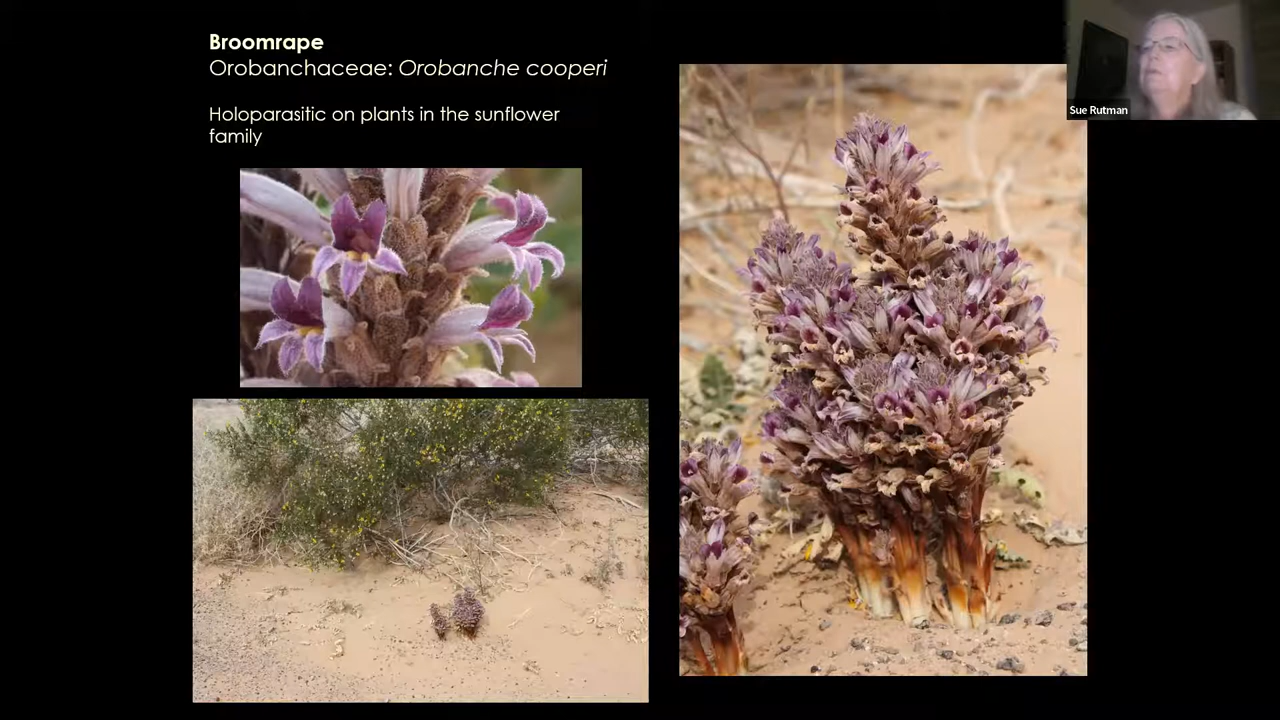 Broomrape
Orobanchaceae: Orobanche cooperi
Holoparasitic on plants in the sunflower
family
Sue Rutman